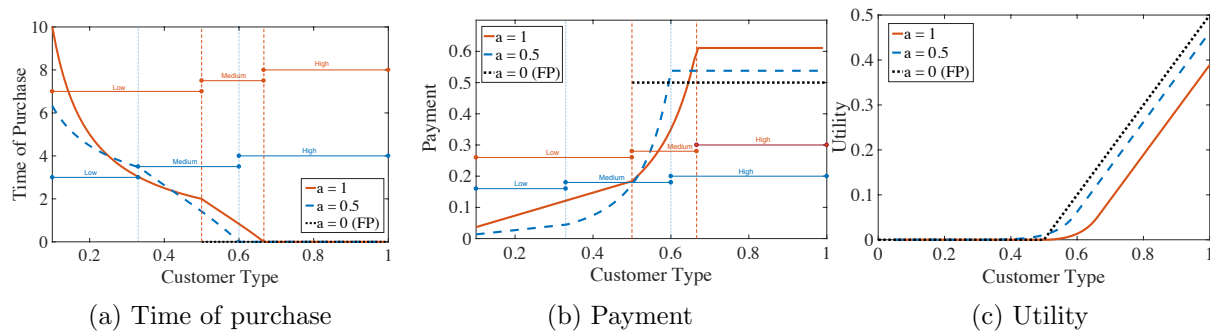 10
8
6
4
2
0
0.2
0.4
0.6
0.8
1
Time of Purchase
Customer Type
High
Medium
Low
High
Medium
Low
a = 1
a = 0.5
a = 0 (FP)
(a) Time of purchase
0.6
0.5
0.4
0.3
0.2
0.1
0
0.2
0.4
0.6
0.8
1
Payment
Customer Type
a = 1
a = 0.5
a = 0 (FP)
High
Medium
Low
High
Medium
Low
(b) Payment
0.5
0.4
0.3
0.2
0.1
0
0
0.2
0.4
0.6
0.8
1
Utility
Customer Type
a = 1
a = 0.5
a = 0 (FP)
(c) Utility